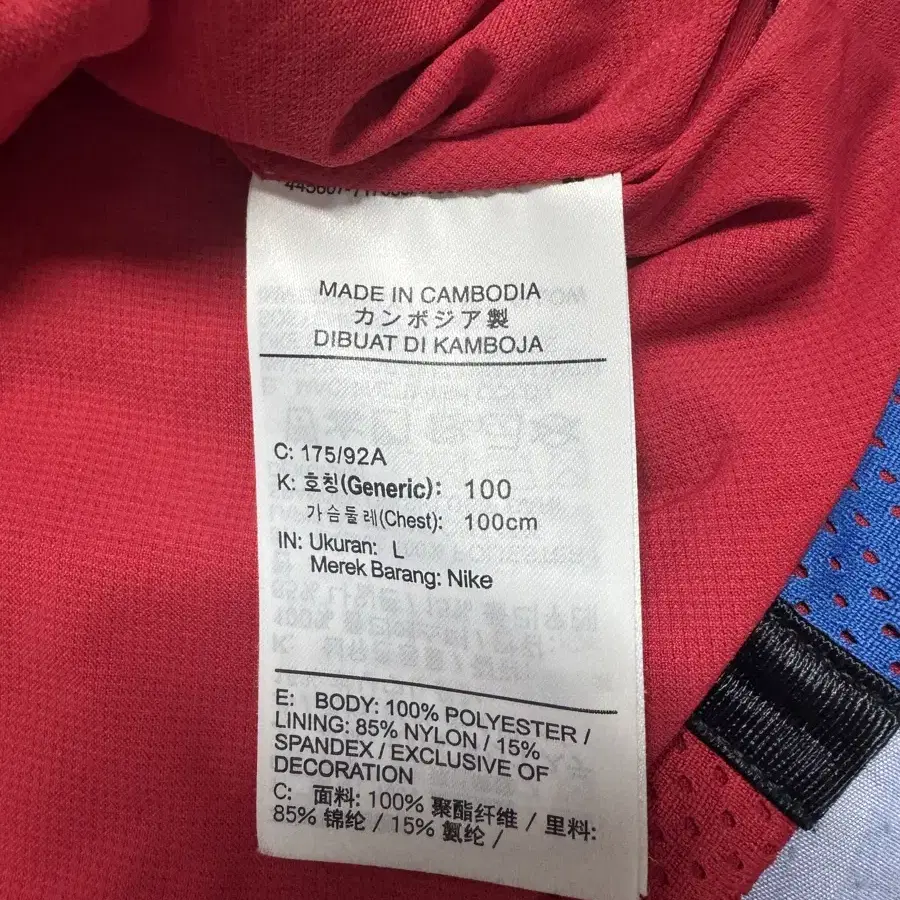 MADE IN CAMBODIA
カンボジア製
DIBUAT DI KAMBOJA
C: 175/92A
K: 호칭(Generic): 100
가슴둘레(Chest): 100cm
IN: Ukuran: L
Merek Barang: Nike
E: BODY: 100% POLYESTER /
LINING: 85% NYLON / 15%
SPANDEX / EXCLUSIVE OF
DECORATION
C: 面料: 100% 聚酯纤维 / 里料:
85% 锦纶 / 15% 氨纶 /